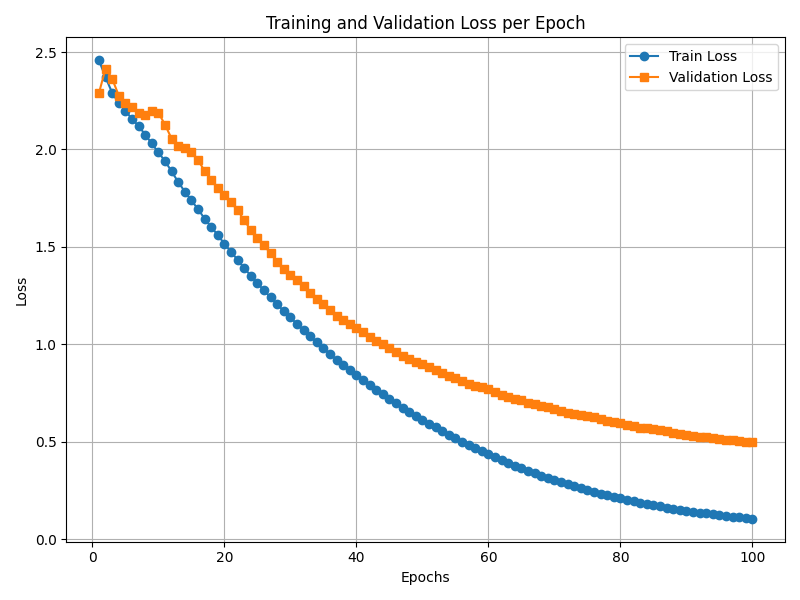 Training and Validation Loss per Epoch
Train Loss
Validation Loss
Loss
2.5
2.0
1.5
1.0
0.5
0.0
0 20 40 60 80 100
Epochs